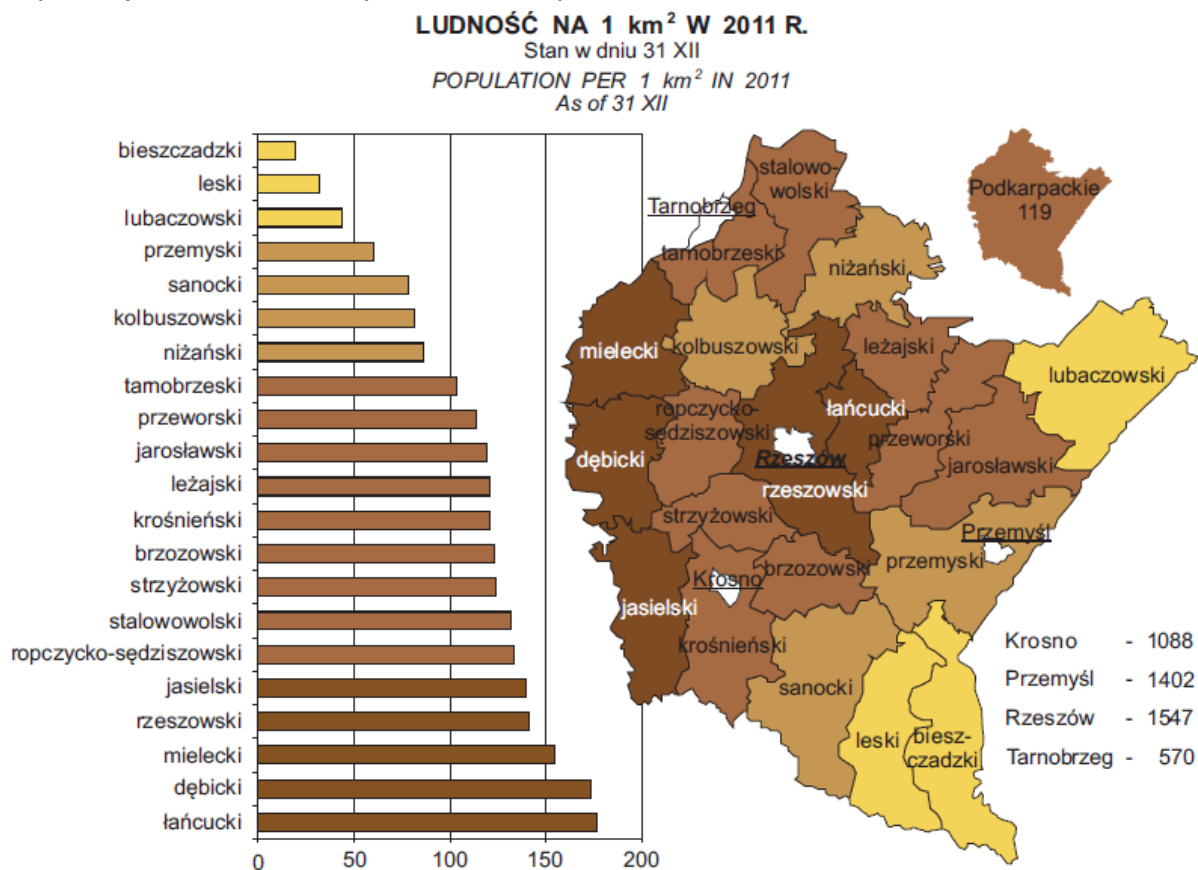 LUDNOŚĆ NA 1 km² W 2011 R.
Stan w dniu 31 XII
POPULATION PER 1 km² IN 2011
As of 31 XII
bieszczadzki
leski
lubaczowski
przemyski
sanocki
kolbuszowski
niżański
tarnobrzeski
przeworski
jarosławski
leżajski
krośnieński
brzozowski
strzyżowski
stalowowolski
ropczycko-sędziszowski
jasielski
rzeszowski
mielecki
dębicki
łańcucki
0 50 100 150 200
stalowo-
wolski
Tarnobrzeg
tarnobrzeski
niżański
Podkarpackie
119
mielecki
kolbuszowski
leżajski
lubaczowski
ropczycko-
sędziszowski
łańcucki
przeworski
jarosławski
dębicki
Rzeszów
rzeszowski
strzyżowski
Przemyśl
przemyski
Krosno
brzozowski
jasielski
krośnieński
sanocki
leski
biesz-
czadzki
Krosno - 1088
Przemyśl - 1402
Rzeszów - 1547
Tarnobrzeg - 570